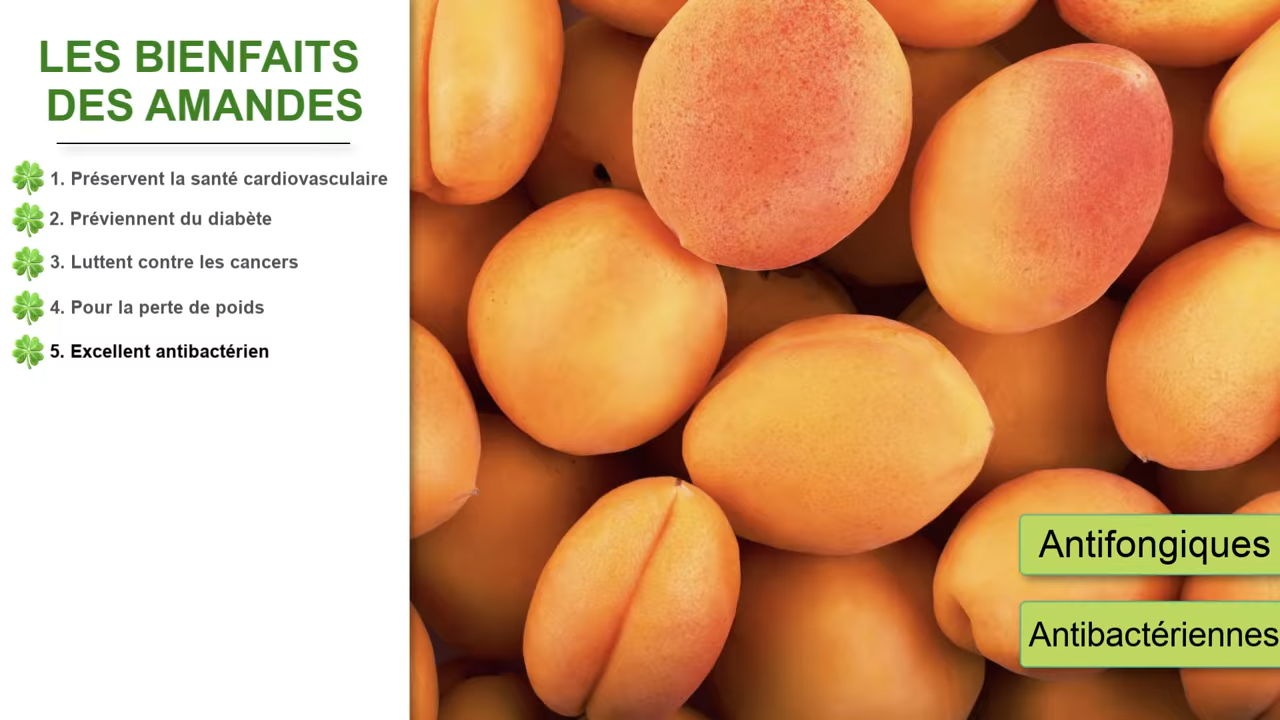 LES BIENFAITS
DES AMANDES
1. Préservent la santé cardiovasculaire
2. Préviennent du diabète
3. Luttent contre les cancers
4. Pour la perte de poids
5. Excellent antibactérien
Antifongiques
Antibactériennes